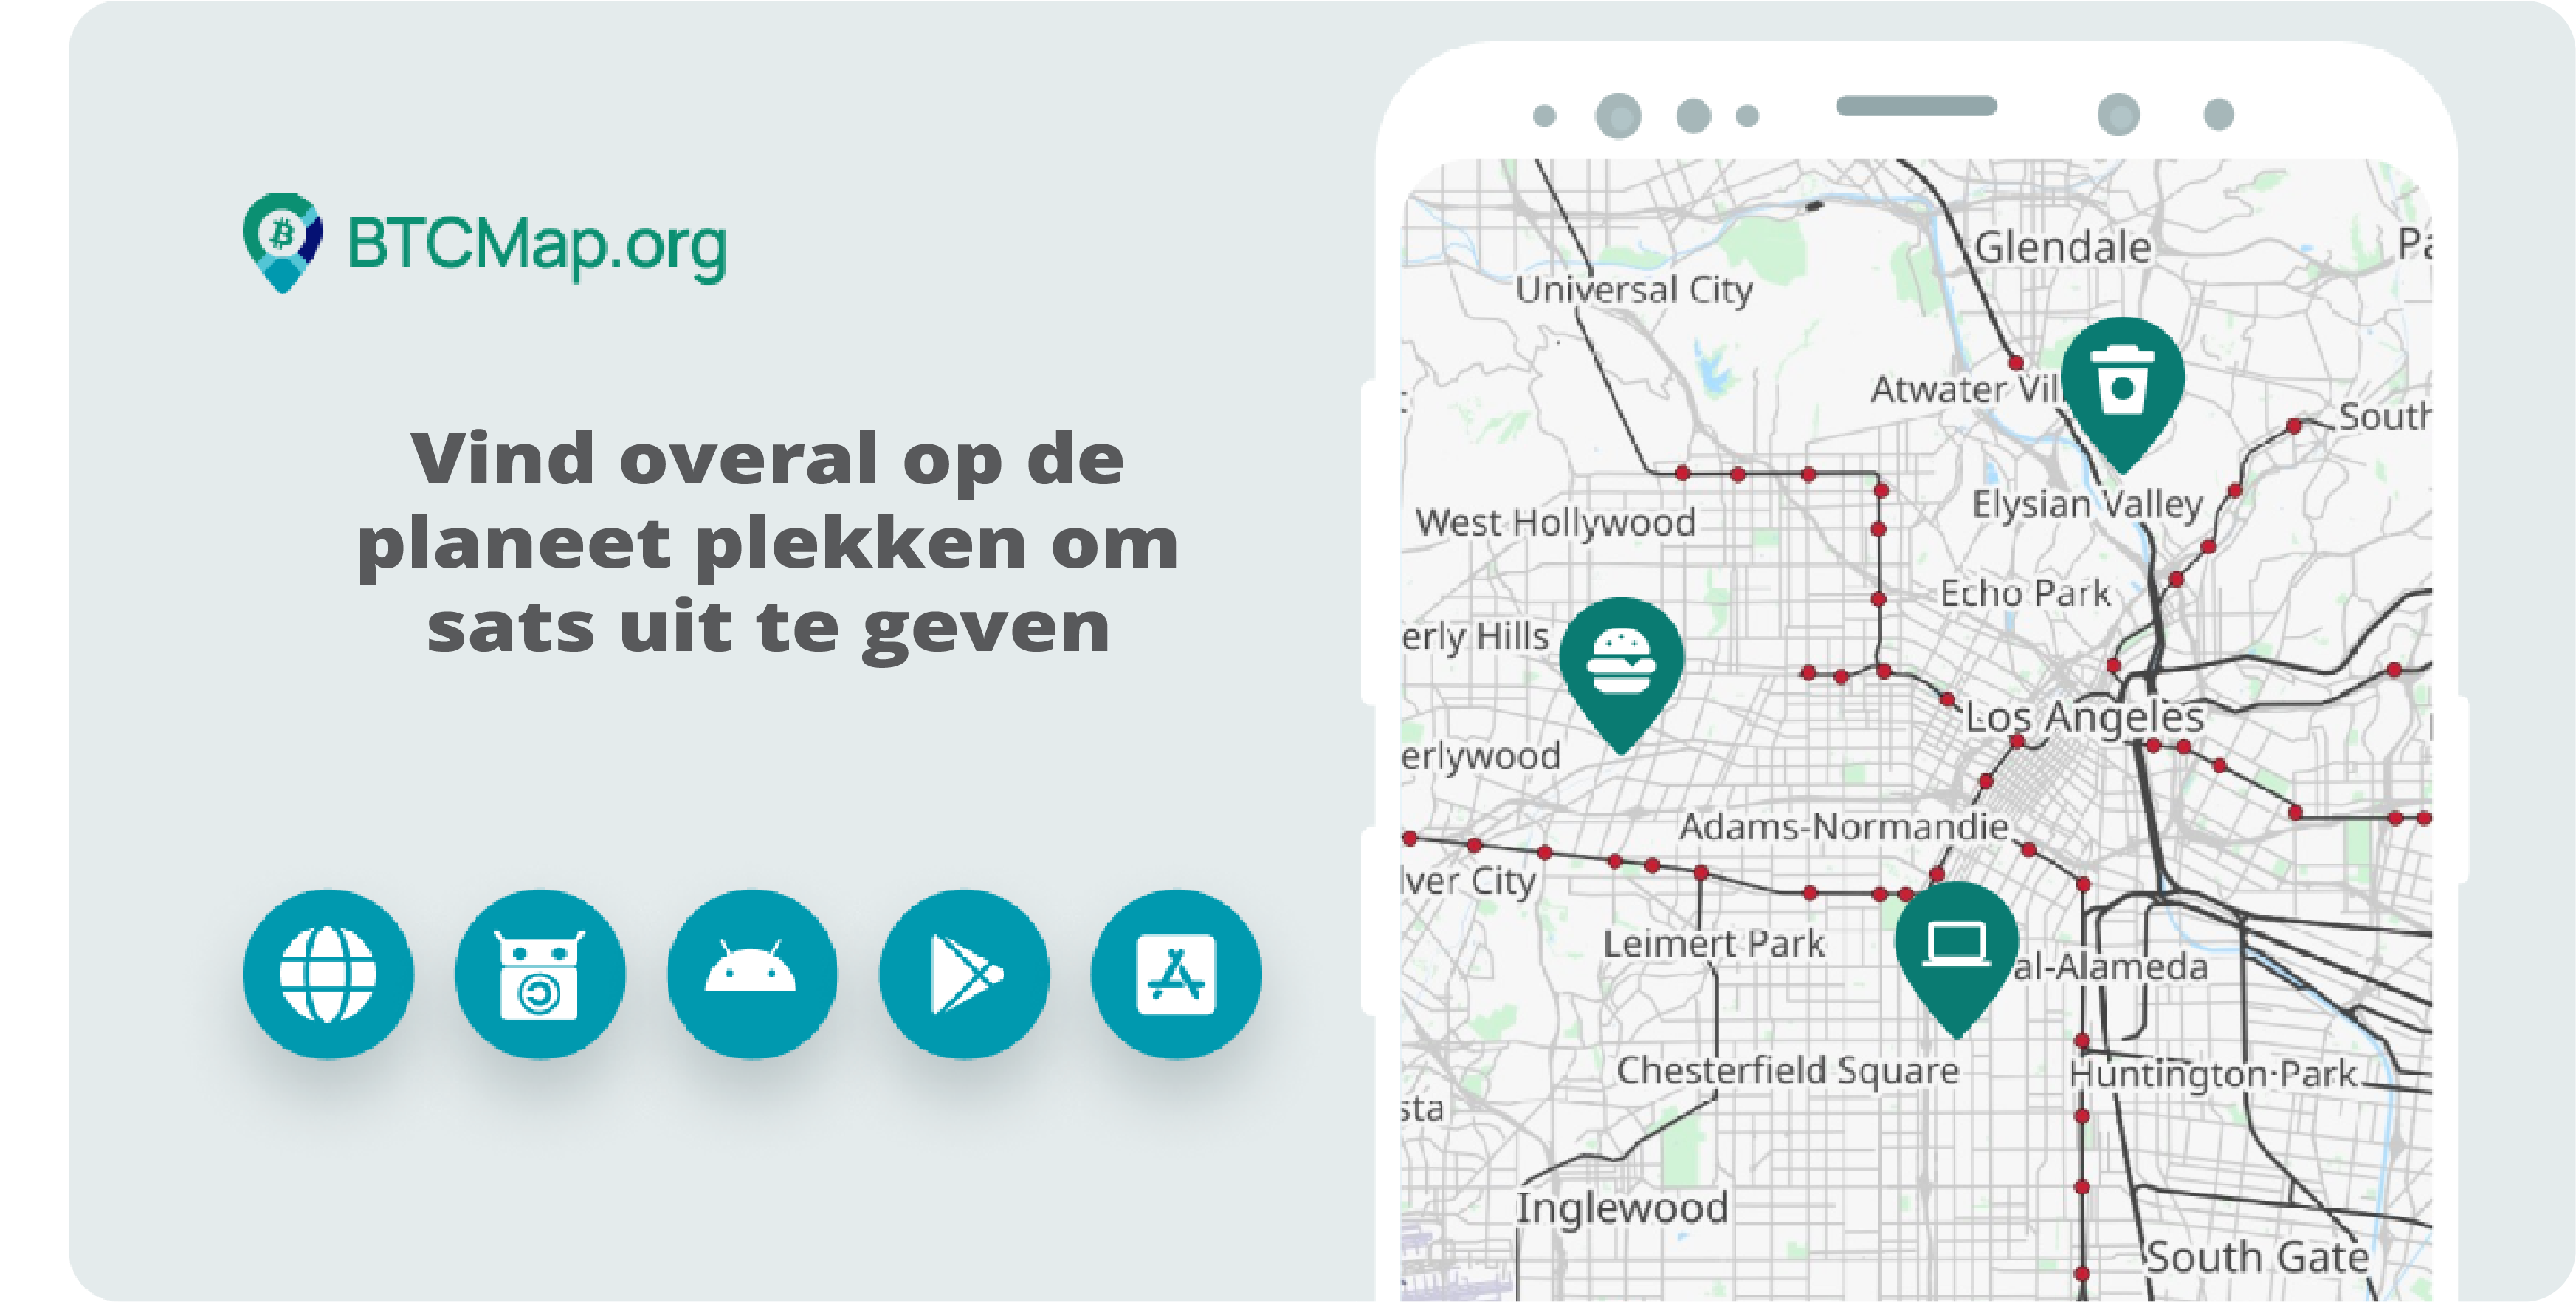 BTCMap.org
Vind overal op de
planeet plekken om
sats uit te geven
Glendale
Pa
Universal City
Atwater Vil
South
Elysian Valley
West Hollywood
Echo Park
erly Hills
Los Angeles
erlywood
Adams-Normandie
lver City
Leimert Park
al-Alameda
Chesterfield Square
Huntington Park
sta
Inglewood
South Gate